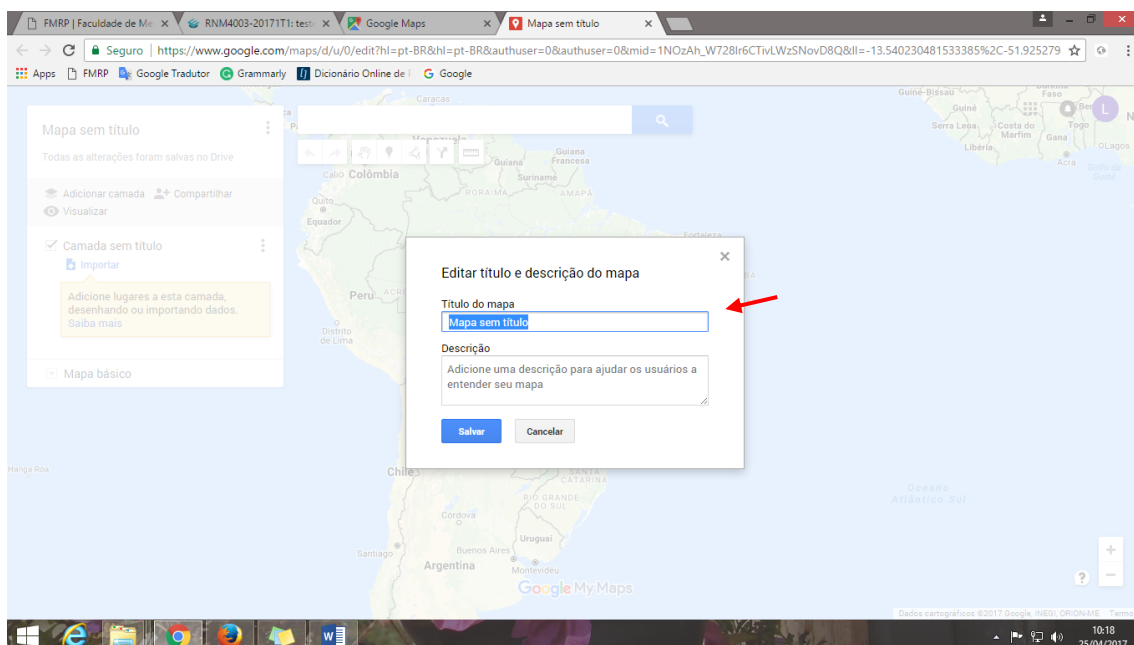 FMRP | Faculdade de Me
RNM4003-20171T1: test
Google Maps
Mapa sem título
Seguro
https://www.google.com/maps/d/u/0/edit?hl=pt-BR&hl=pt-BR&authuser=0&authuser=0&mid=1NOzAh_W728Ir6CTivLWzSNovD8Q&ll=-13.540230481533385%2C-51.925279
Apps
FMRP
Google Tradutor
Grammarly
Dicionário Online de
Google
Caracas
Guiné-Bissau
Faso
Guiné
Serra Leoa
Costa do
Marfim
Togo
Gana
Libéria
OLagos
Acra
L
Mapa sem título
Todas as alterações foram salvas no Drive
Venezuela
Guiana
Guiana
Francesa
Suriname
Colômbia
RORAIMA
AMAPÁ
Quito
Equador
Adicionar camada
Compartilhar
Visualizar
Camada sem título
Importar
Adicione lugares a esta camada,
desenhando ou importando dados.
Saiba mais
Mapa básico
Fortaleza
Peru
Distrito
de Lima
Editar título e descrição do mapa
Título do mapa
Mapa sem título
Descrição
Adicione uma descrição para ajudar os usuários a
entender seu mapa
Salvar
Cancelar
Hanga Roa
Chile
SANTA
CATARINA
RIO GRANDE
DO SUL
Oceano
Atlântico Sul
Córdova
Uruguai
Santiago
Buenos Aires
Argentina
Montevideu
Google My Maps
Dados cartográficos ©2017 Google, INEGI, ORION-ME
Termo
10:18
25/04/2017